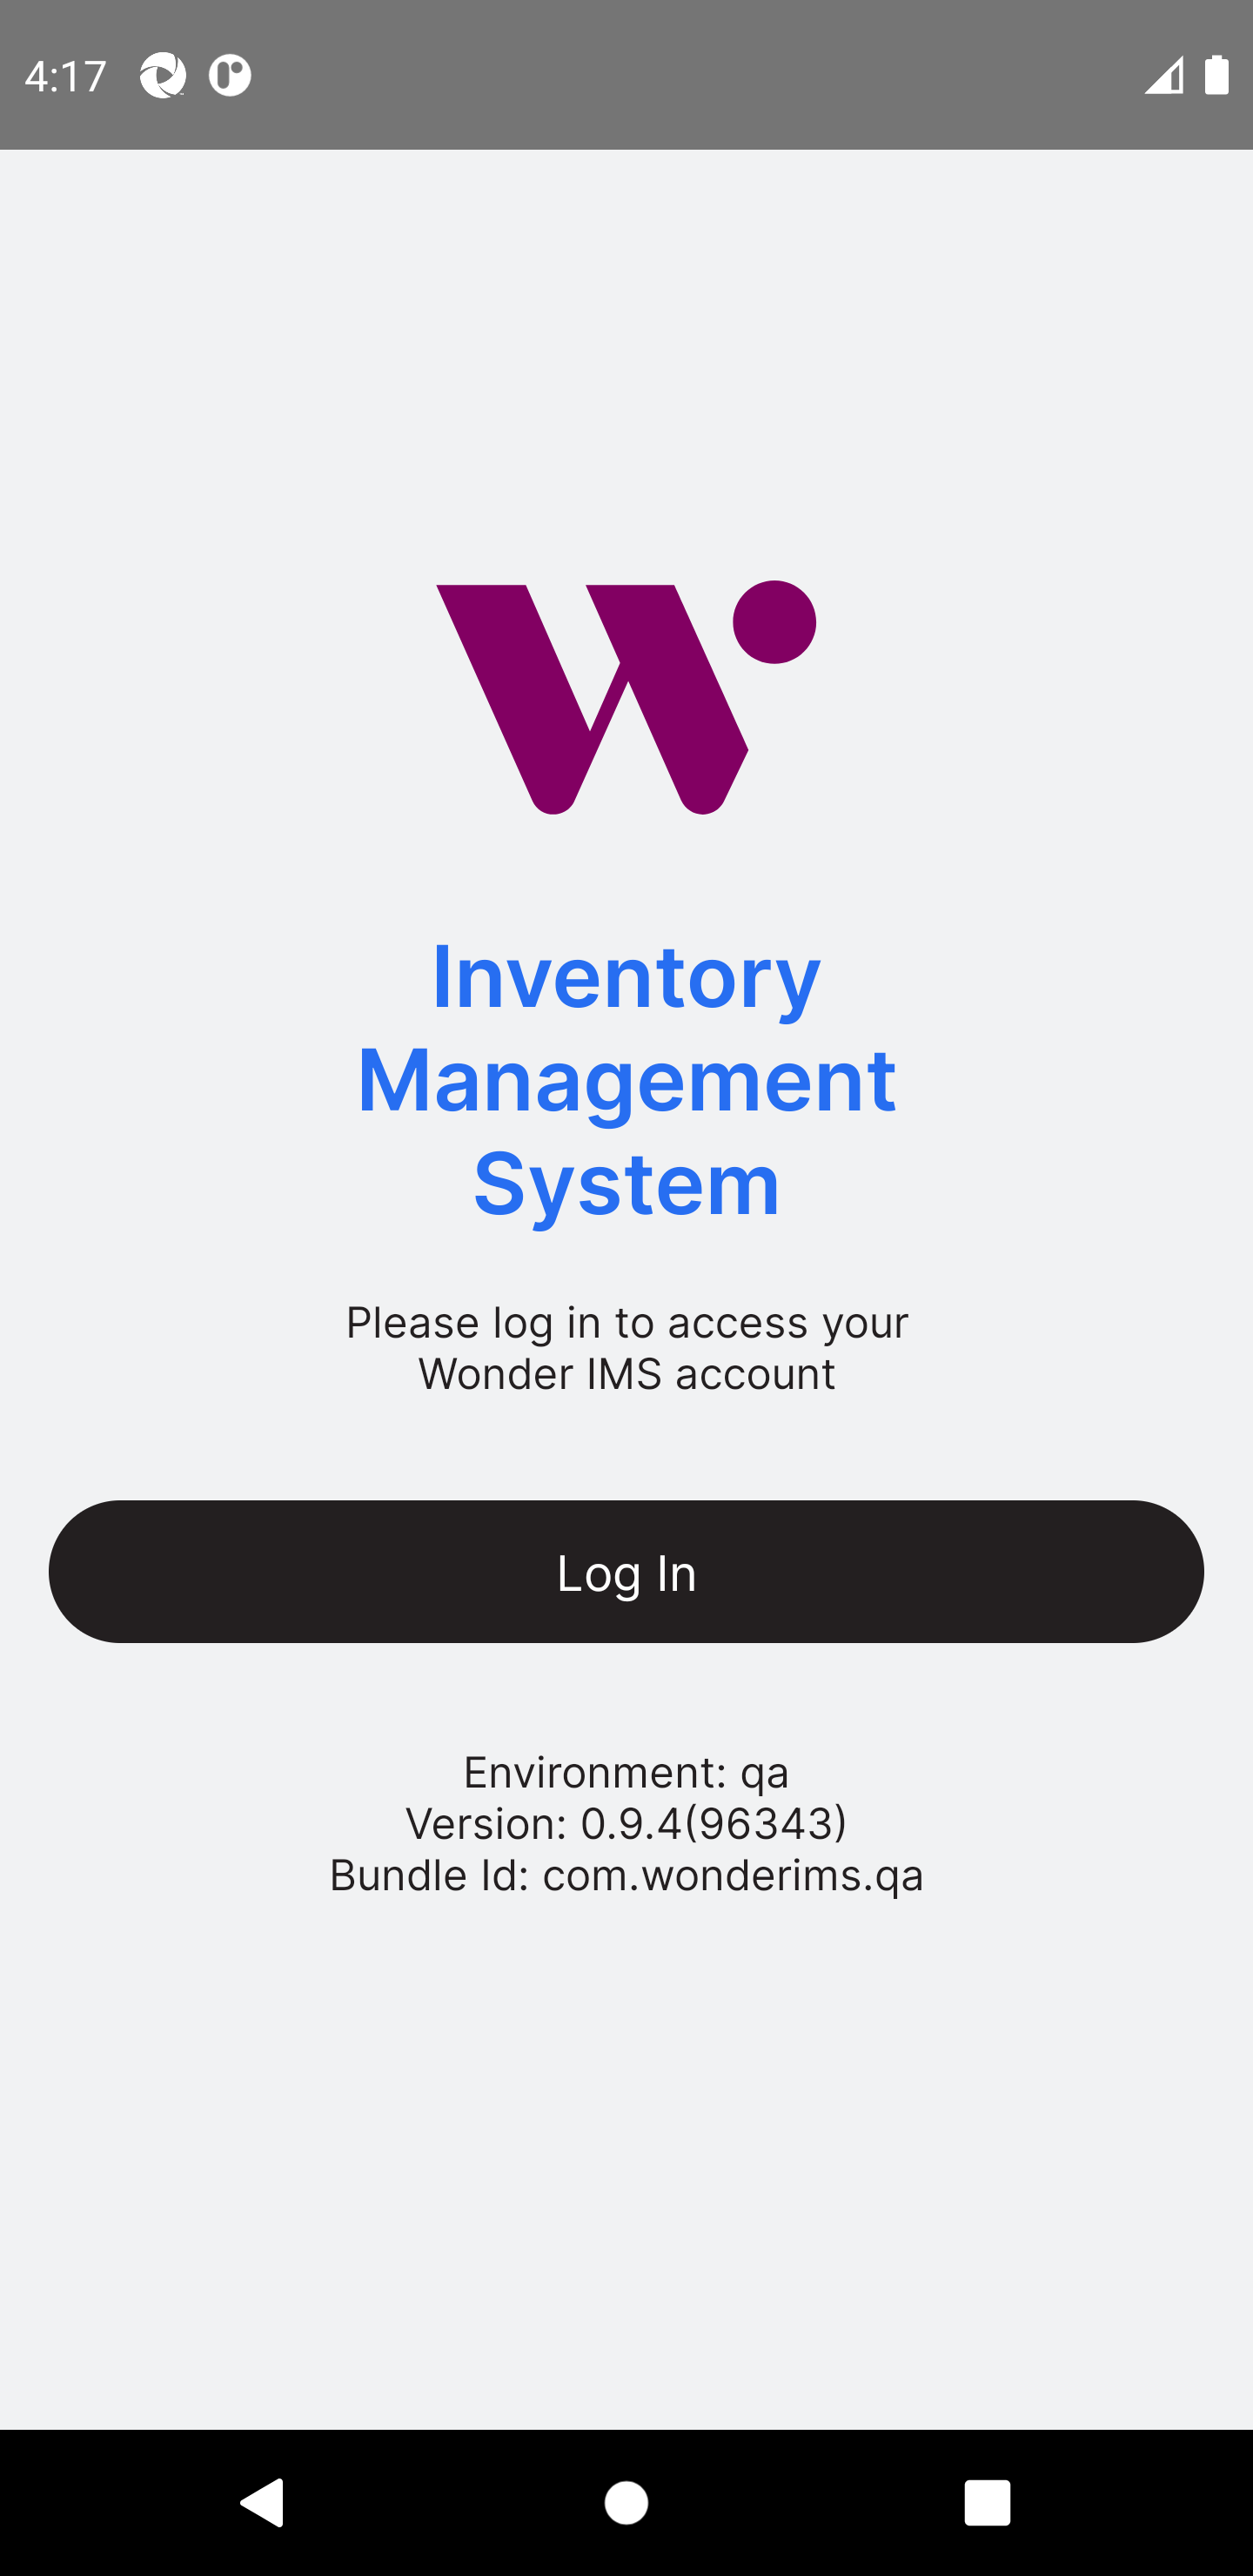 4:17
Inventory
Management
System
Please log in to access your
Wonder IMS account
Log In
Environment: qa
Version: 0.9.4(96343)
Bundle Id: com.wonderims.qa